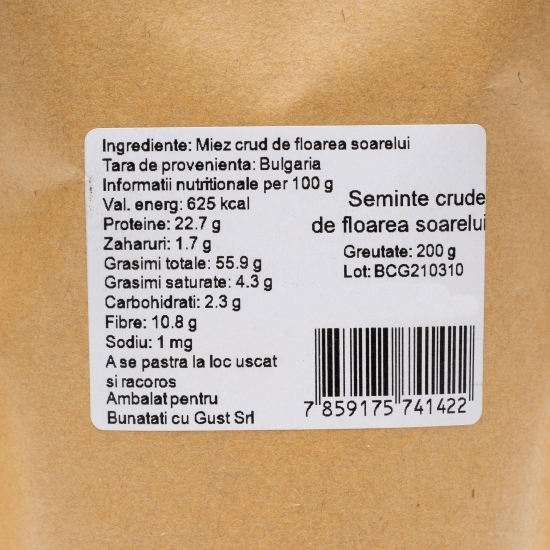 Ingrediente: Miez crud de floarea soarelui
Tara de provenienta: Bulgaria
Informatii nutritionale per 100 g
Val. energ: 625 kcal
Proteine: 22.7 g
Zaharuri: 1.7 g
Grasimi totale: 55.9 g
Grasimi saturate: 4.3 g
Carbohidrati: 2.3 g
Fibre: 10.8 g
Sodiu: 1 mg
A se pastra la loc uscat
si racoros
Ambalat pentru
Bunatati cu Gust Srl
Seminte crude
de floarea soarelui
Greutate: 200 g
Lot: BCG210310
7 859175 741422